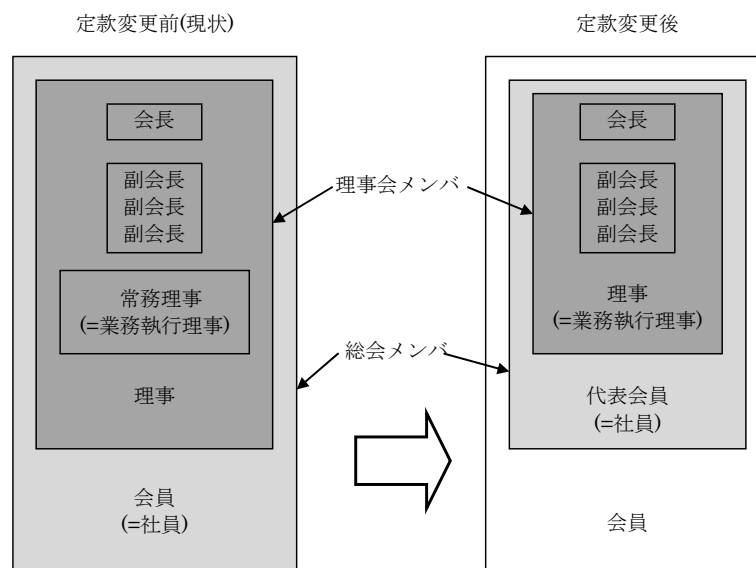 定款変更前(現状)
会長
副会長
副会長
副会長
常務理事
(=業務執行理事)
理事
会員
(=社員)
理事会メンバ
総会メンバ
定款変更後
会長
副会長
副会長
副会長
理事
(=業務執行理事)
代表会員
(=社員)
会員